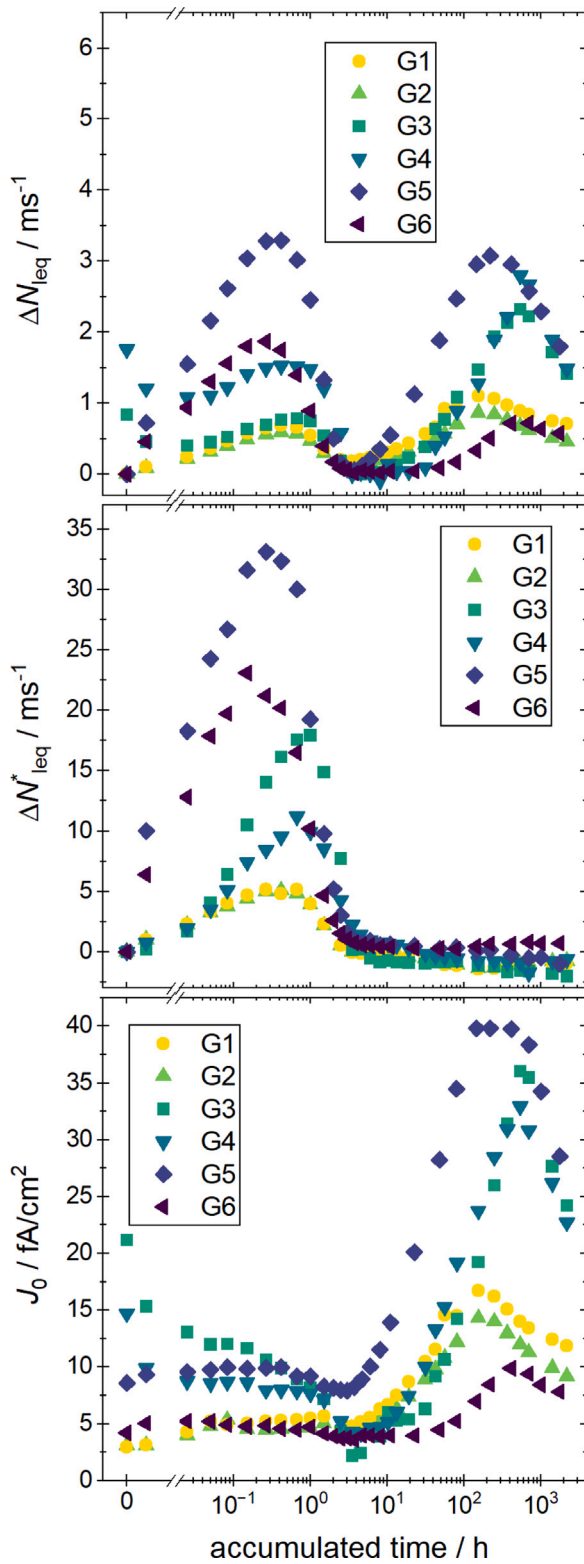 6
5
4
3
2
1
0
ΔN_leq / ms⁻¹
G1
G2
G3
G4
G5
G6
35
30
25
20
15
10
5
0
ΔN*_leq / ms⁻¹
G1
G2
G3
G4
G5
G6
40
35
30
25
20
15
10
5
0
J₀ / fA/cm²
G1
G2
G3
G4
G5
G6
0 10⁻¹ 10⁰ 10¹ 10² 10³
accumulated time / h